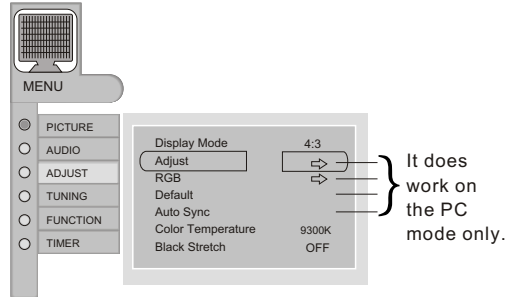 MENU
PICTURE
AUDIO
ADJUST
TUNING
FUNCTION
TIMER
Display Mode 4:3
Adjust ⇨
RGB ⇨
Default
Auto Sync
Color Temperature 9300K
Black Stretch OFF
It does
work on
the PC
mode only.